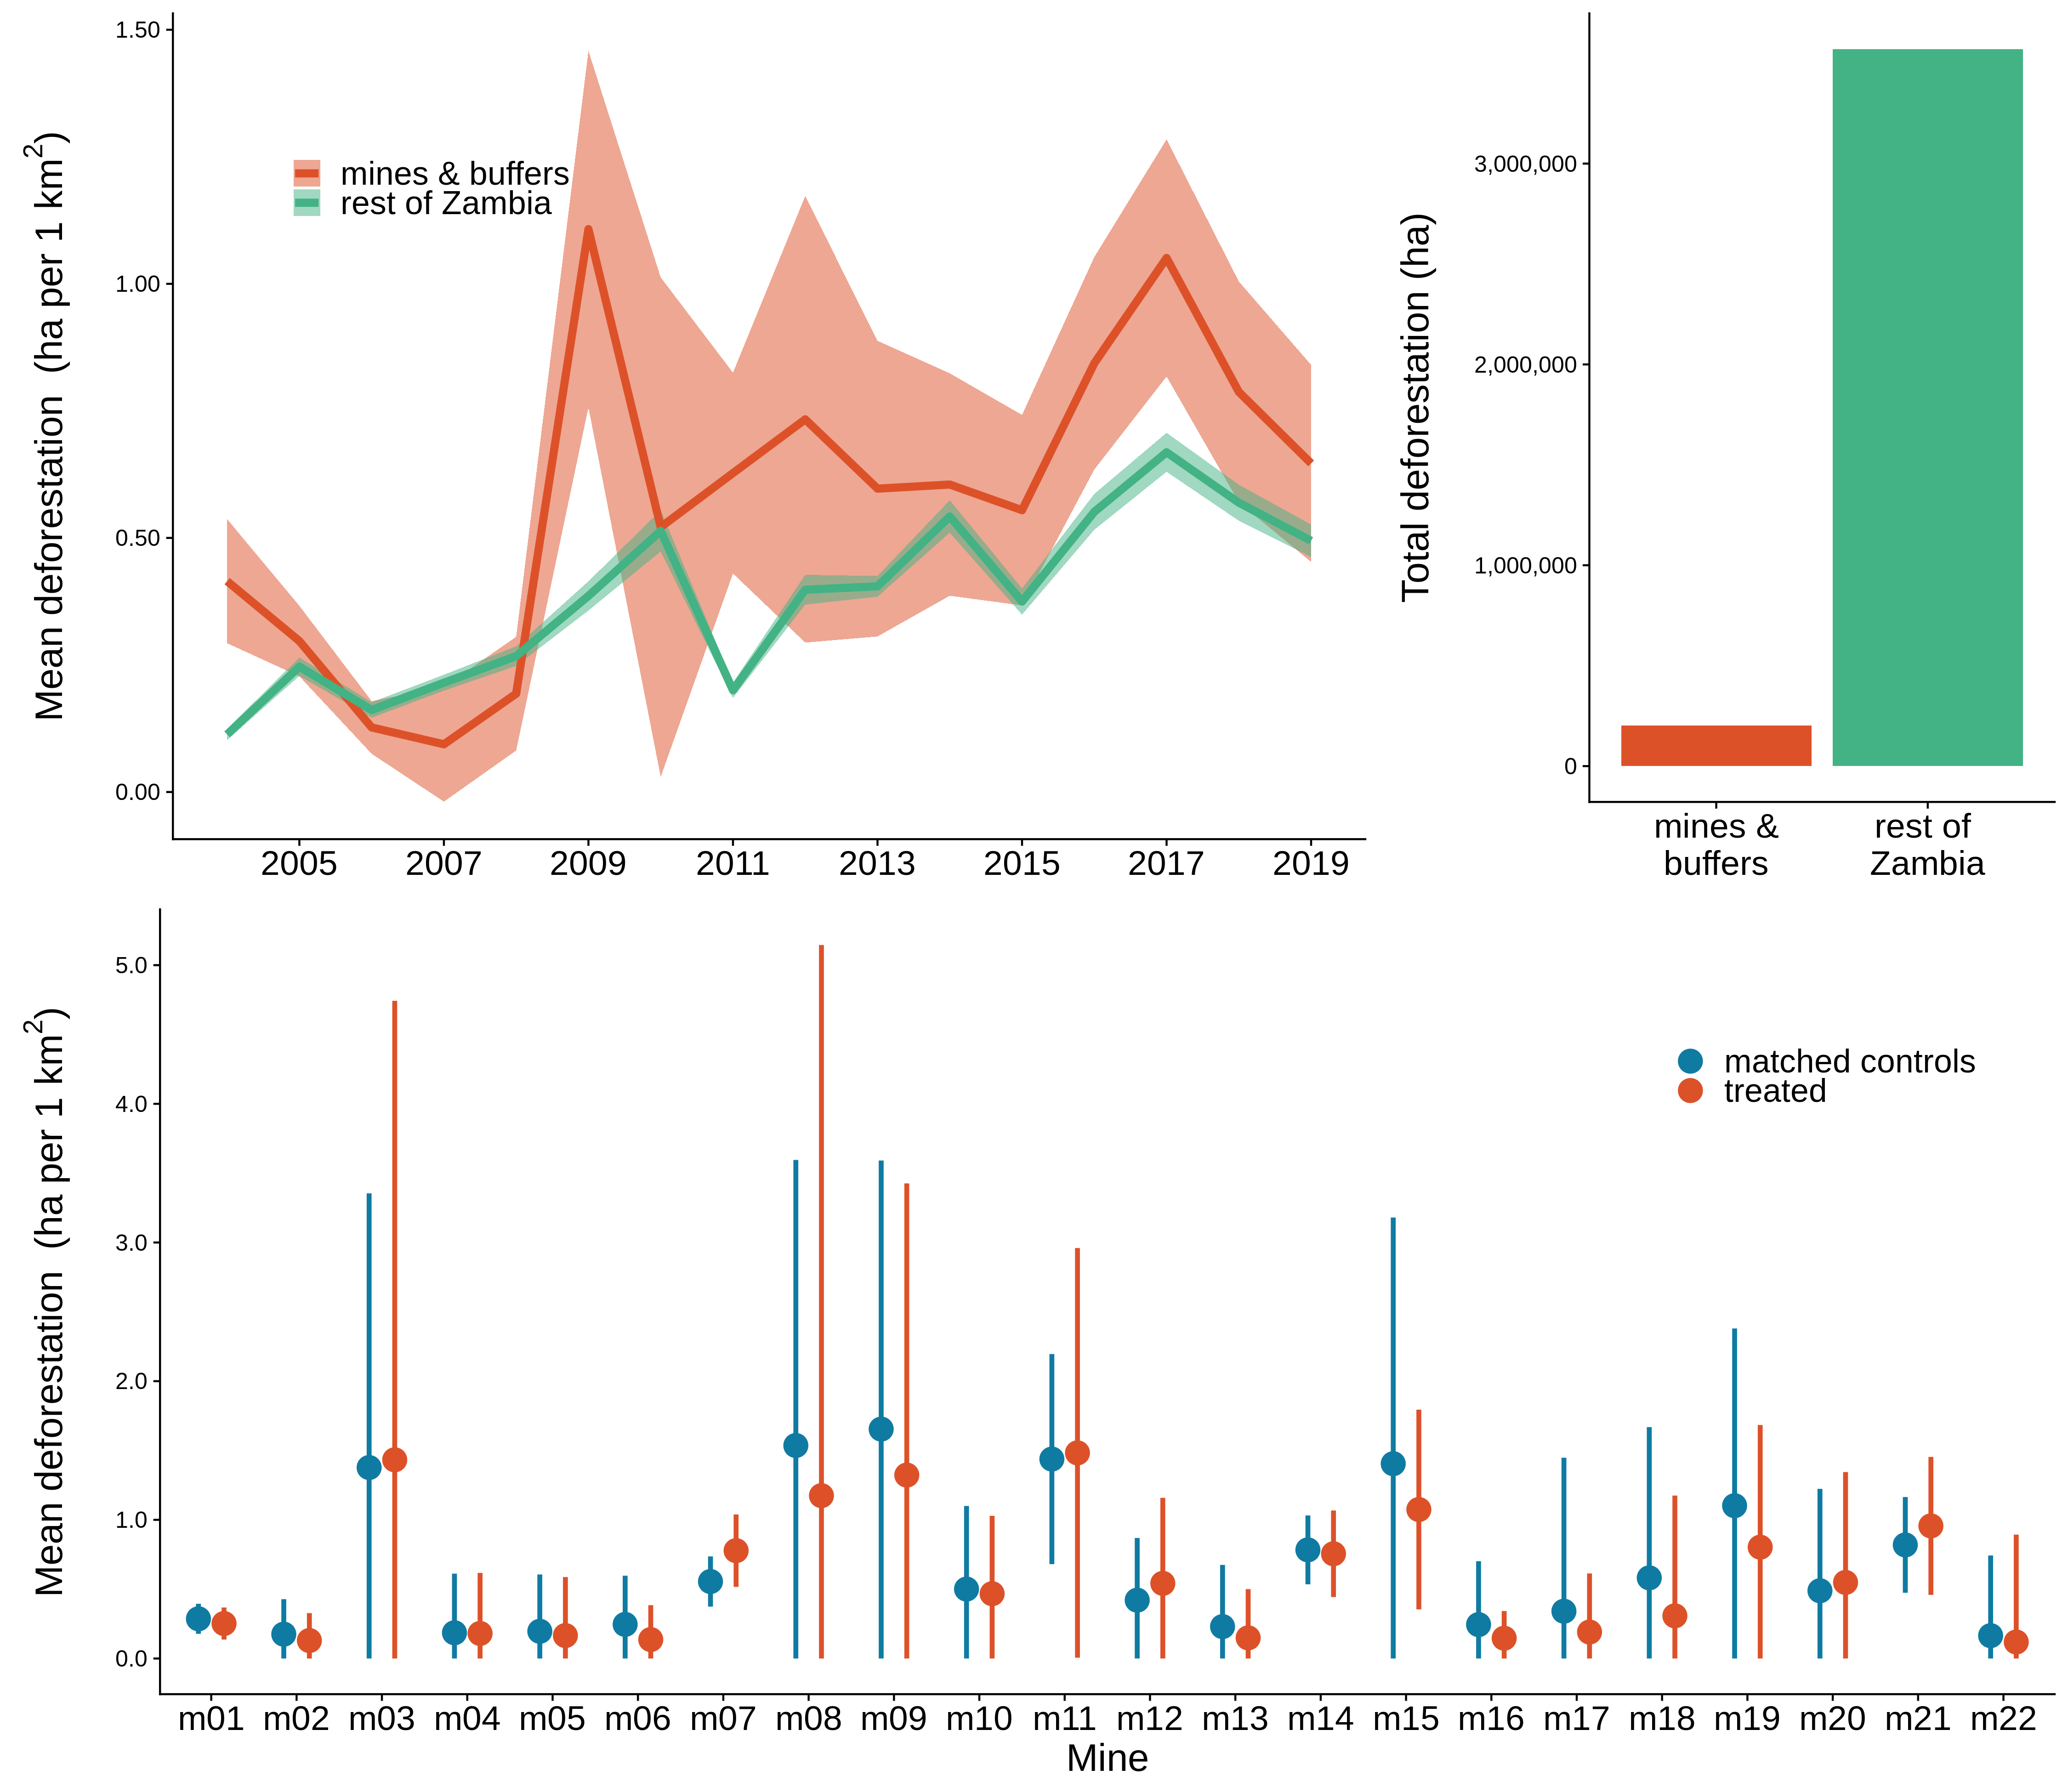 Mean deforestation (ha per 1 km²)
1.50
1.00
0.50
0.00
mines & buffers
rest of Zambia
2005 2007 2009 2011 2013 2015 2017 2019
Total deforestation (ha)
3,000,000
2,000,000
1,000,000
0
mines &
buffers
rest of
Zambia
Mean deforestation (ha per 1 km²)
5.0
4.0
3.0
2.0
1.0
0.0
matched controls
treated
m01 m02 m03 m04 m05 m06 m07 m08 m09 m10 m11 m12 m13 m14 m15 m16 m17 m18 m19 m20 m21 m22
Mine